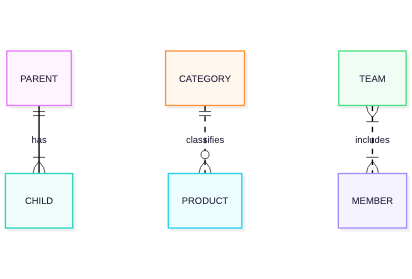 PARENT
CATEGORY
TEAM
has
classifies
includes
CHILD
PRODUCT
MEMBER